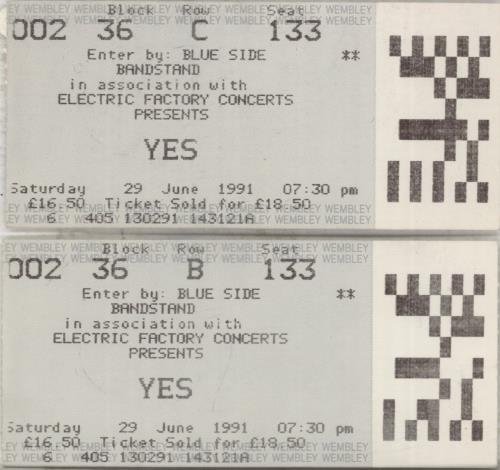 Block Row Seat
002 36 C 133
Enter by: BLUE SIDE **
BANDSTAND
in association with
ELECTRIC FACTORY CONCERTS
PRESENTS
YES
Saturday 29 June 1991 07:30 pm
£16.50 Ticket Sold for £18.50
6 405 130291 143121A
Block Row Seat
002 36 B 133
Enter by: BLUE SIDE **
BANDSTAND
in association with
ELECTRIC FACTORY CONCERTS
PRESENTS
YES
Saturday 29 June 1991 07:30 pm
£16.50 Ticket Sold for £18.50
6 405 130291 143121A